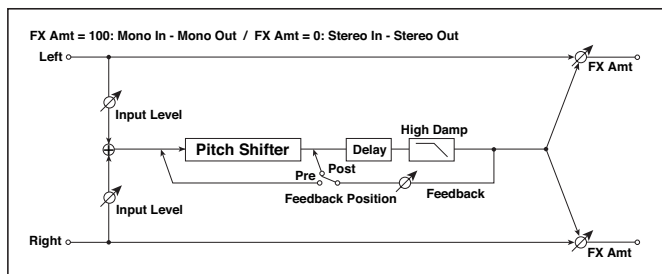 FX Amt = 100: Mono In - Mono Out / FX Amt = 0: Stereo In - Stereo Out
Left
FX Amt
Input Level
High Damp
Pitch Shifter
Delay
Post
Pre
Feedback Position
Feedback
Input Level
Right
FX Amt